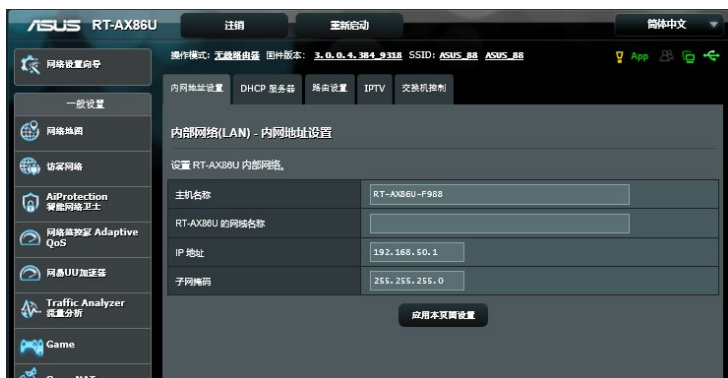 ASUS RT-AX86U 注销 重新启动 简体中文
操作模式: 无线路由器 固件版本: 3.0.0.4.384_9318 SSID: ASUS_88 ASUS_88
App
网络设置向导
一般设置
网络地图
访客网络
AiProtection
智能网络卫士
网络监控家 Adaptive
QoS
网易UU加速器
Traffic Analyzer
流量分析
Game
内网地址设置 DHCP 服务器 路由设置 IPTV 交换机控制
内部网络(LAN) - 内网地址设置
设置 RT-AX86U 内部网络。
主机名称 RT-AX86U-F988
RT-AX86U 的网域名称
IP 地址 192.168.50.1
子网掩码 255.255.255.0
应用本页面设置